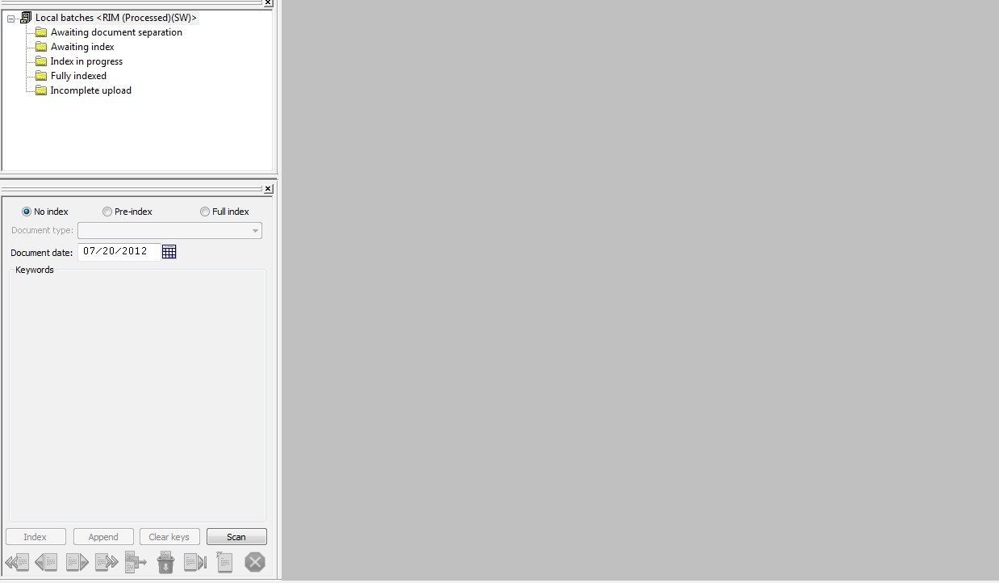 Local batches <RIM (Processed)(SW)>
Awaiting document separation
Awaiting index
Index in progress
Fully indexed
Incomplete upload
No index Pre-index Full index
Document type:
Document date: 07/20/2012
Keywords
Index Append Clear keys Scan